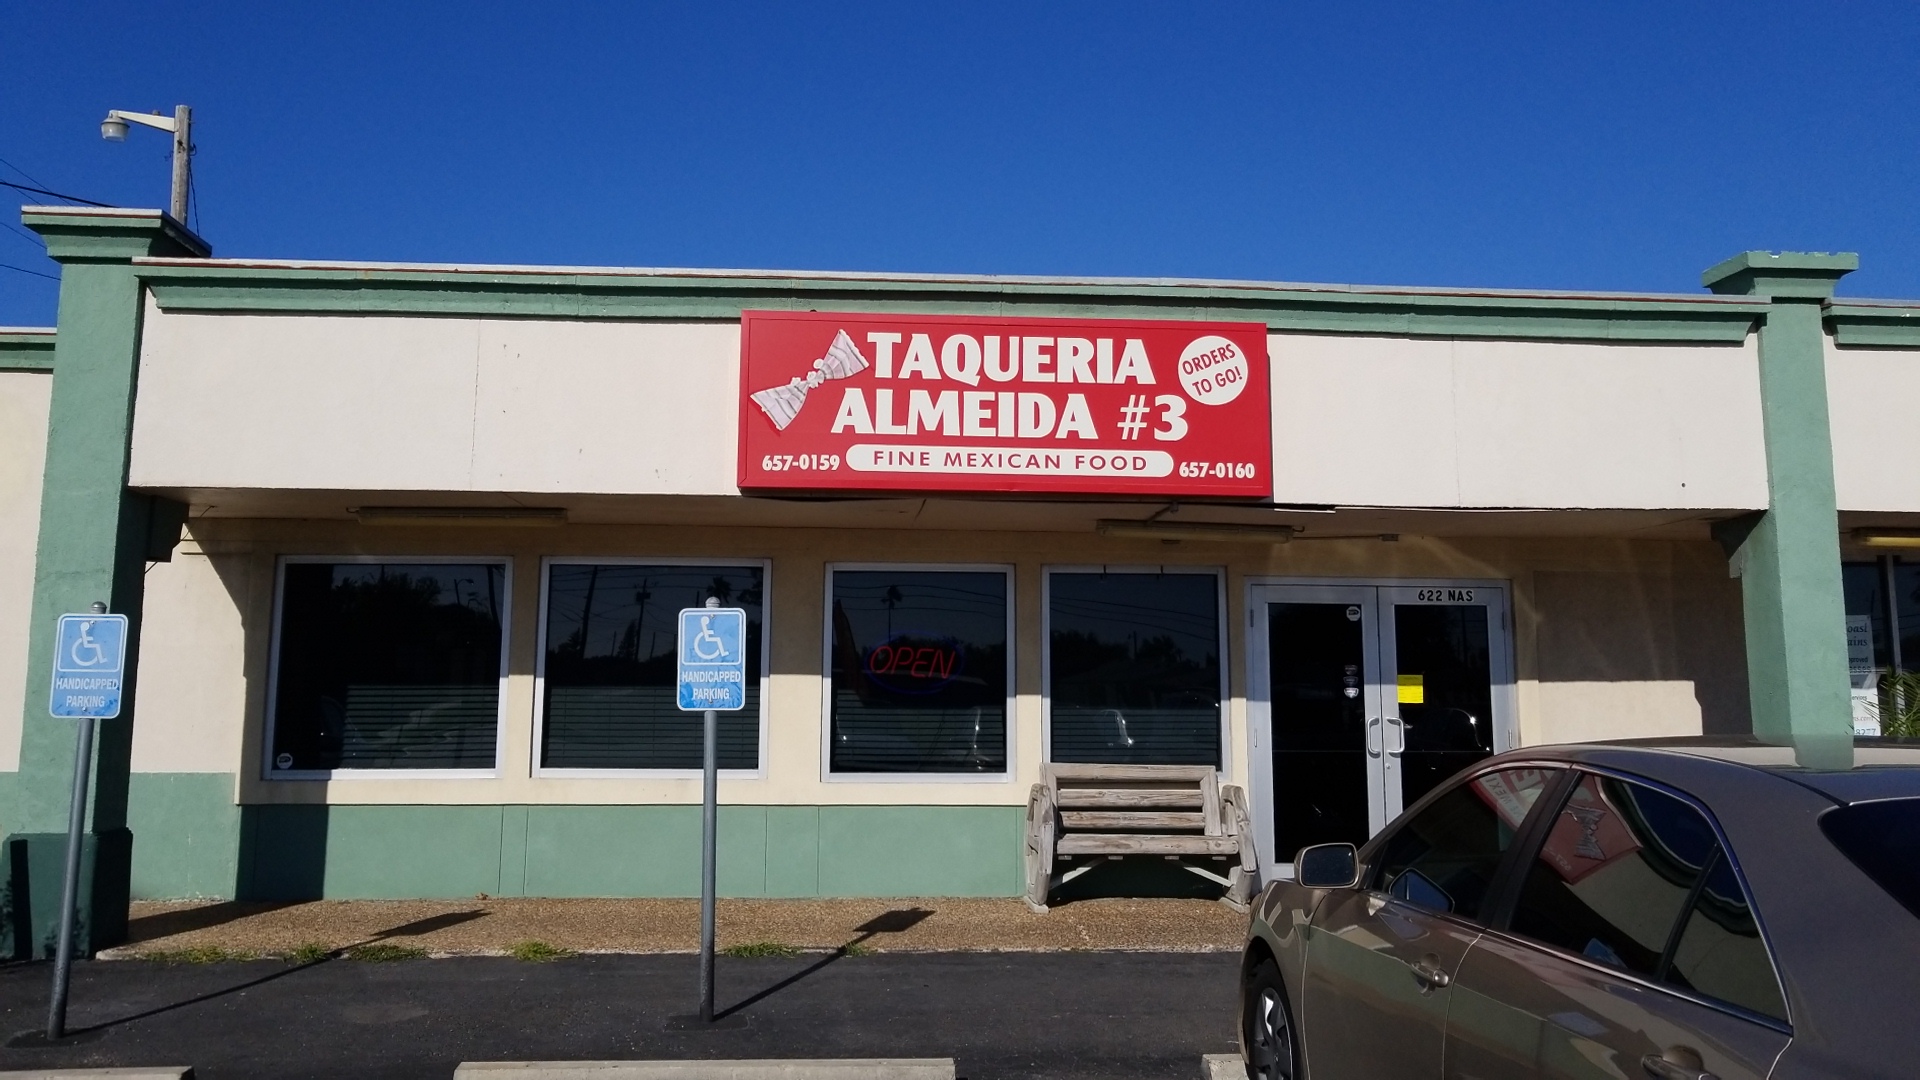 TAQUERIA
ALMEIDA #3
ORDERS
TO GO!
657-0159
FINE MEXICAN FOOD
657-0160
622 NAS
OPEN
HANDICAPPED
PARKING
HANDICAPPED
PARKING